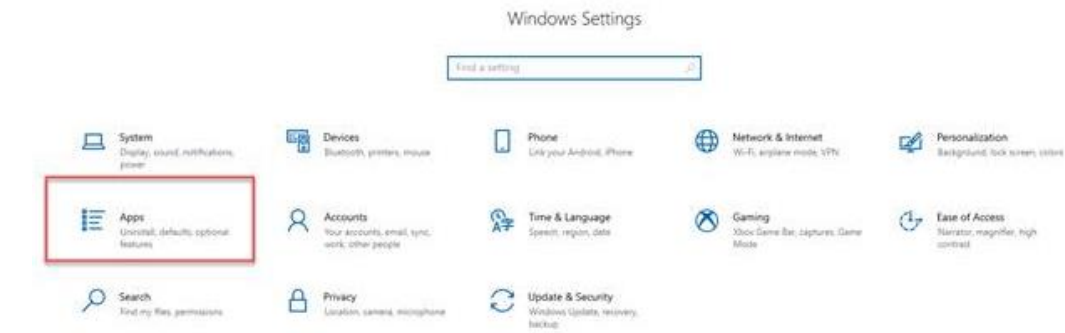 Windows Settings
Find a setting
System
Display, sound, notifications,
power
Devices
Bluetooth, printers, mouse
Phone
Link your Android, iPhone
Network & Internet
Wi-Fi, airplane mode, VPN
Personalization
Background, lock screen, colors
Apps
Uninstall, defaults, optional
features
Accounts
Your accounts, email, sync,
work, other people
Time & Language
Speech, region, date
Gaming
Xbox Game Bar, captures, Game
Mode
Ease of Access
Narrator, magnifier, high
contrast
Search
Find my files, permissions
Privacy
Location, camera, microphone
Update & Security
Windows Update, recovery,
backup